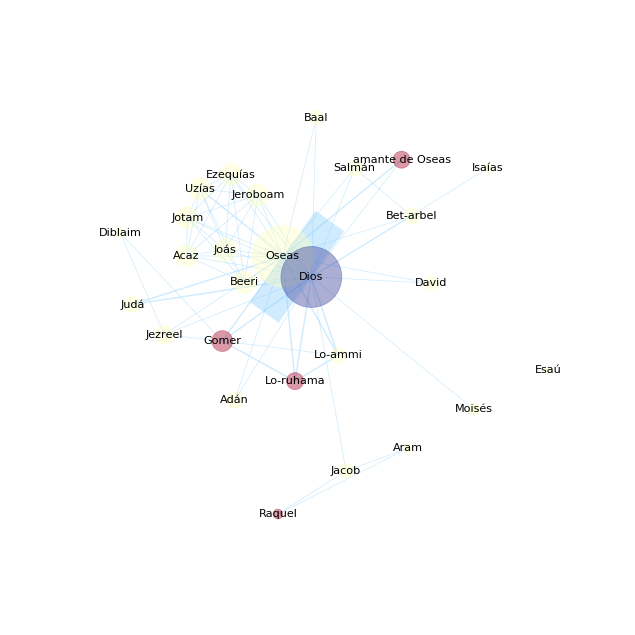 Baal
amante de Oseas
Salmán
Isaías
Ezequías
Uzías
Jeroboam
Jotam
Bet-arbel
Diblaim
Joás
Acaz
Oseas
Dios
Beeri
David
Judá
Jezreel
Gomer
Lo-ammi
Esaú
Lo-ruhama
Adán
Moisés
Aram
Jacob
Raquel